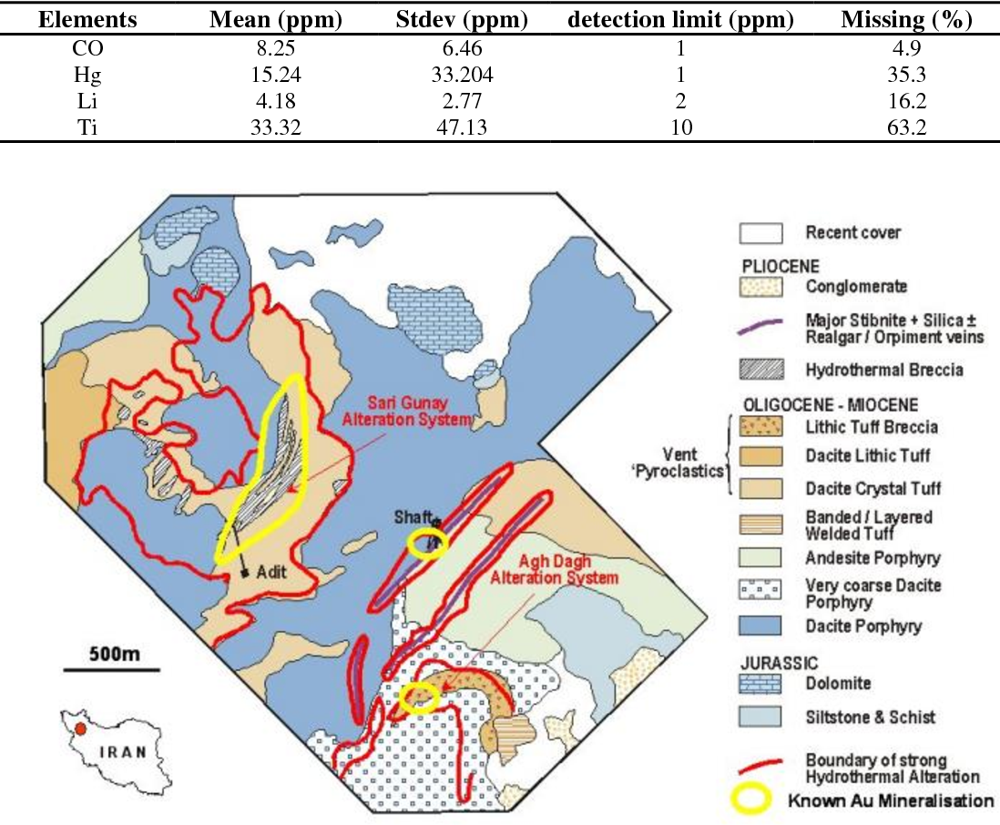 Elements Mean (ppm) Stdev (ppm) detection limit (ppm) Missing (%)
CO 8.25 6.46 1 4.9
Hg 15.24 33.204 1 35.3
Li 4.18 2.77 2 16.2
Ti 33.32 47.13 10 63.2
Sari Gunay
Alteration System
Shaft
Agh Dagh
Alteration System
Adit
500m
IRAN
Recent cover
PLIOCENE
Conglomerate
Major Stibnite + Silica ±
Realgar / Orpiment veins
Hydrothermal Breccia
OLIGOCENE - MIOCENE
Vent
'Pyroclastics'
Lithic Tuff Breccia
Dacite Lithic Tuff
Dacite Crystal Tuff
Banded / Layered
Welded Tuff
Andesite Porphyry
Very coarse Dacite
Porphyry
Dacite Porphyry
JURASSIC
Dolomite
Siltstone & Schist
Boundary of strong
Hydrothermal Alteration
Known Au Mineralisation